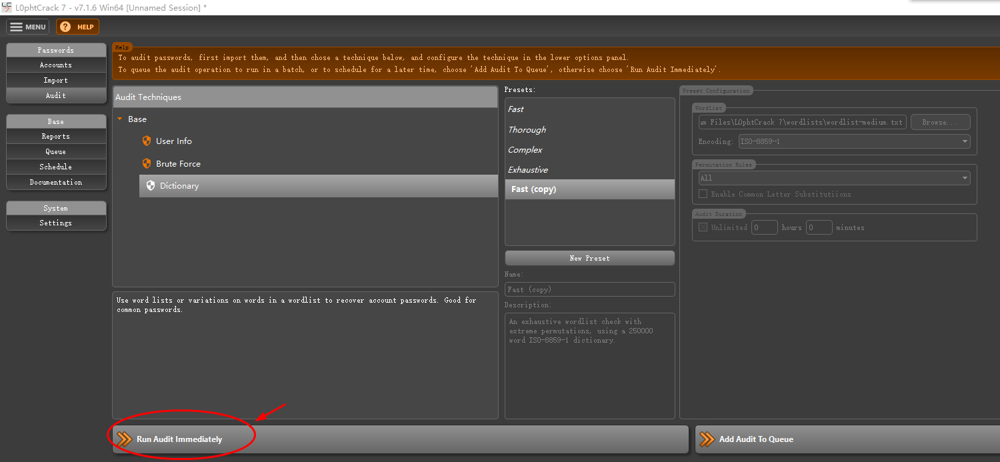 L0phtCrack 7 - v7.1.6 Win64 [Unnamed Session] *
MENU
? HELP
Passwords
Accounts
Import
Audit
Base
Reports
Queue
Schedule
Documentation
System
Settings
Help
To audit passwords, first import them, and then chose a technique below, and configure the technique in the lower options panel.
To queue the audit operation to run in a batch, or to schedule for a later time, choose 'Add Audit To Queue', otherwise choose 'Run Audit Immediately'.
Audit Techniques
Base
User Info
Brute Force
Dictionary
Use word lists or variations on words in a wordlist to recover account passwords. Good for
common passwords.
Presets:
Fast
Thorough
Complex
Exhaustive
Fast (copy)
New Preset
Name:
Fast (copy)
Description:
An exhaustive wordlist check with
extreme permutations, using a 250000
word ISO-8859-1 dictionary.
Preset Configuration
Wordlist
am Files\L0phtCrack 7\wordlists\wordlist-medium.txt
Browse...
Encoding: ISO-8859-1
Permutation Rules
All
Enable Common Letter Substitutiions
Audit Duration
Unlimited 0 hours 0 minutes
Run Audit Immediately
Add Audit To Queue